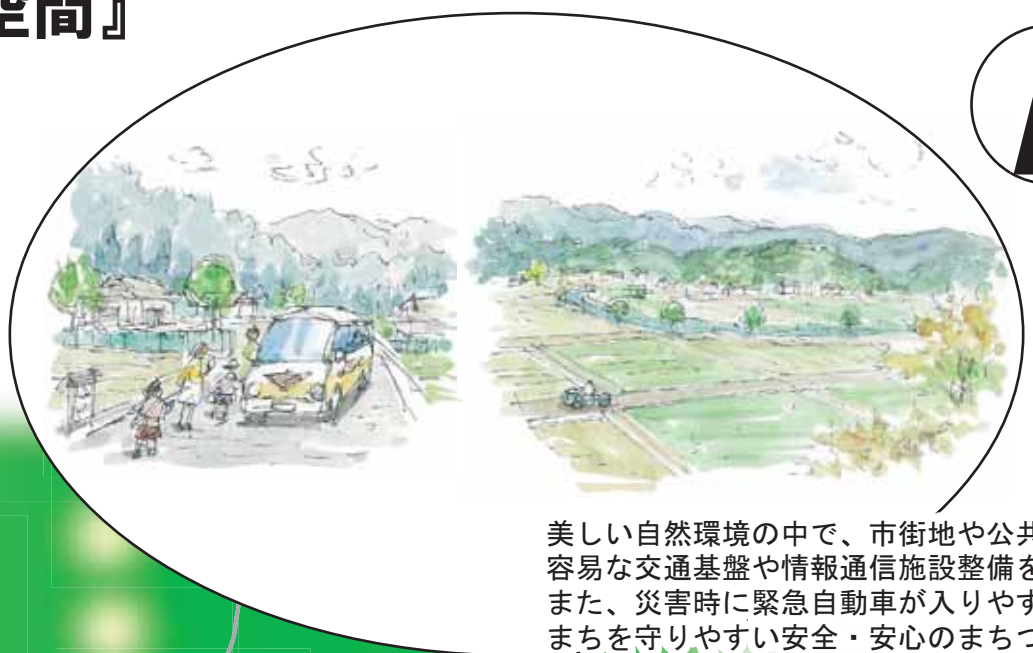 空間』
美しい自然環境の中で、市街地や公共
容易な交通基盤や情報通信施設整備を
また、災害時に緊急自動車が入りやす
まちを守りやすい安全・安心のまちつ